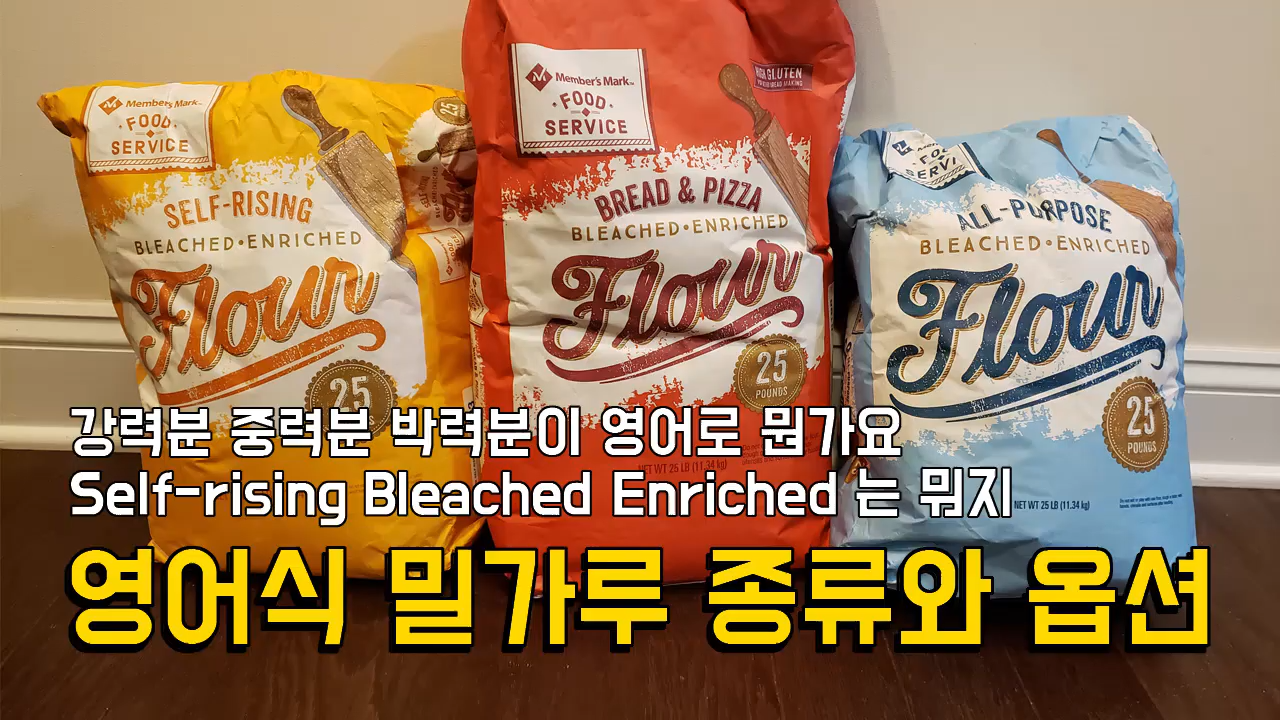 Member's Mark
FOOD
SERVICE
SELF-RISING
BLEACHED•ENRICHED
Flour
25
25
Member's Mark
FOOD
SERVICE
HIGH GLUTEN
BREAD & PIZZA
BLEACHED•ENRICHED
Flour
25
POUNDS
NET WT 25 LB (11.34 kg)
ALL-PURPOSE
BLEACHED•ENRICHED
Flour
25
POUNDS
NET WT 25 LB (11.34 kg)
강력분 중력분 박력분이 영어로 뭔가요
Self-rising Bleached Enriched 는 뭐지
영어식 밀가루 종류와 옵션